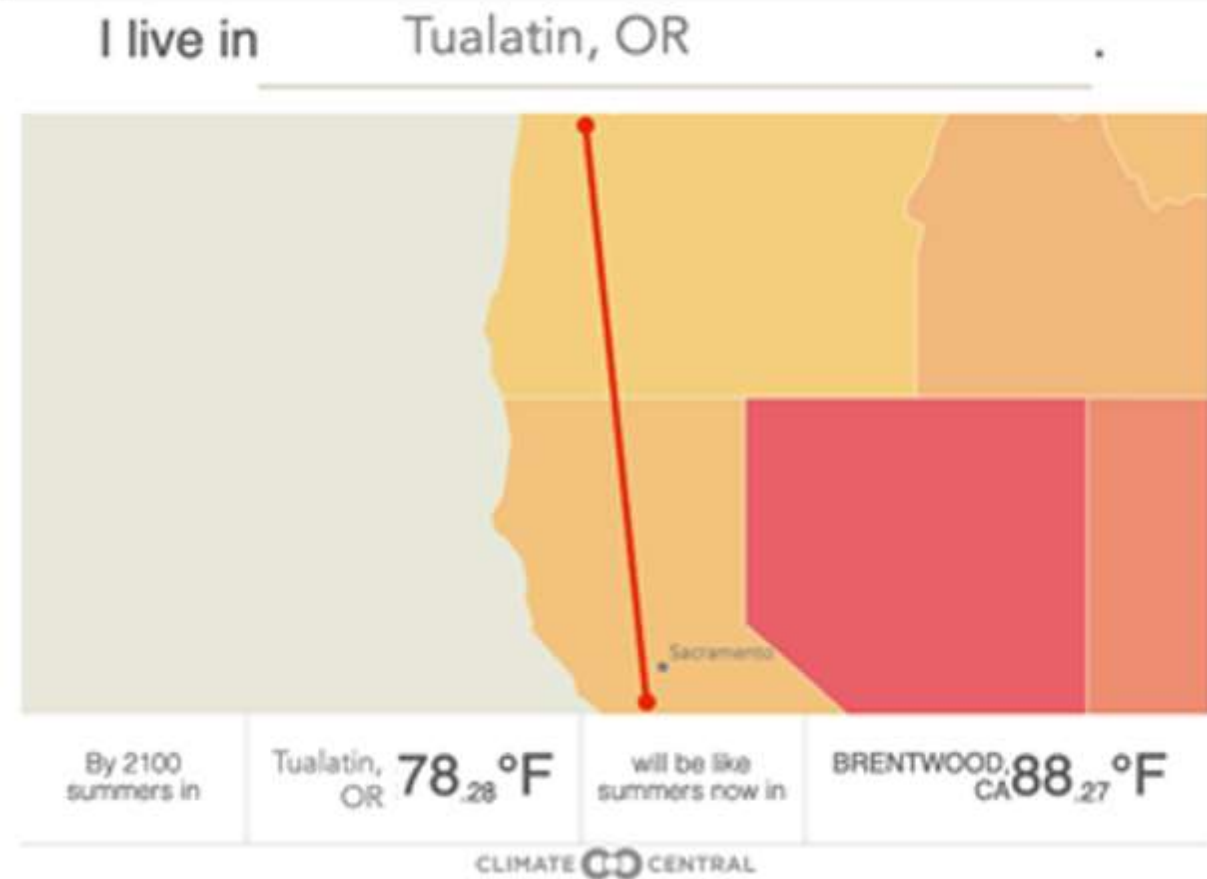 I live in Tualatin, OR .
Sacramento
By 2100
summers in
Tualatin,
OR
78.28°F
will be like
summers now in
BRENTWOOD,
CA
88.27°F
CLIMATE CENTRAL